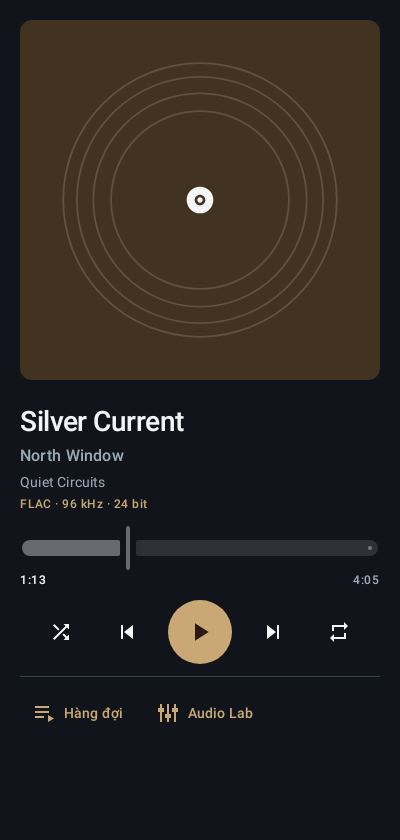 Silver Current
North Window
Quiet Circuits
FLAC · 96 kHz · 24 bit
1:13 4:05
Hàng đợi Audio Lab